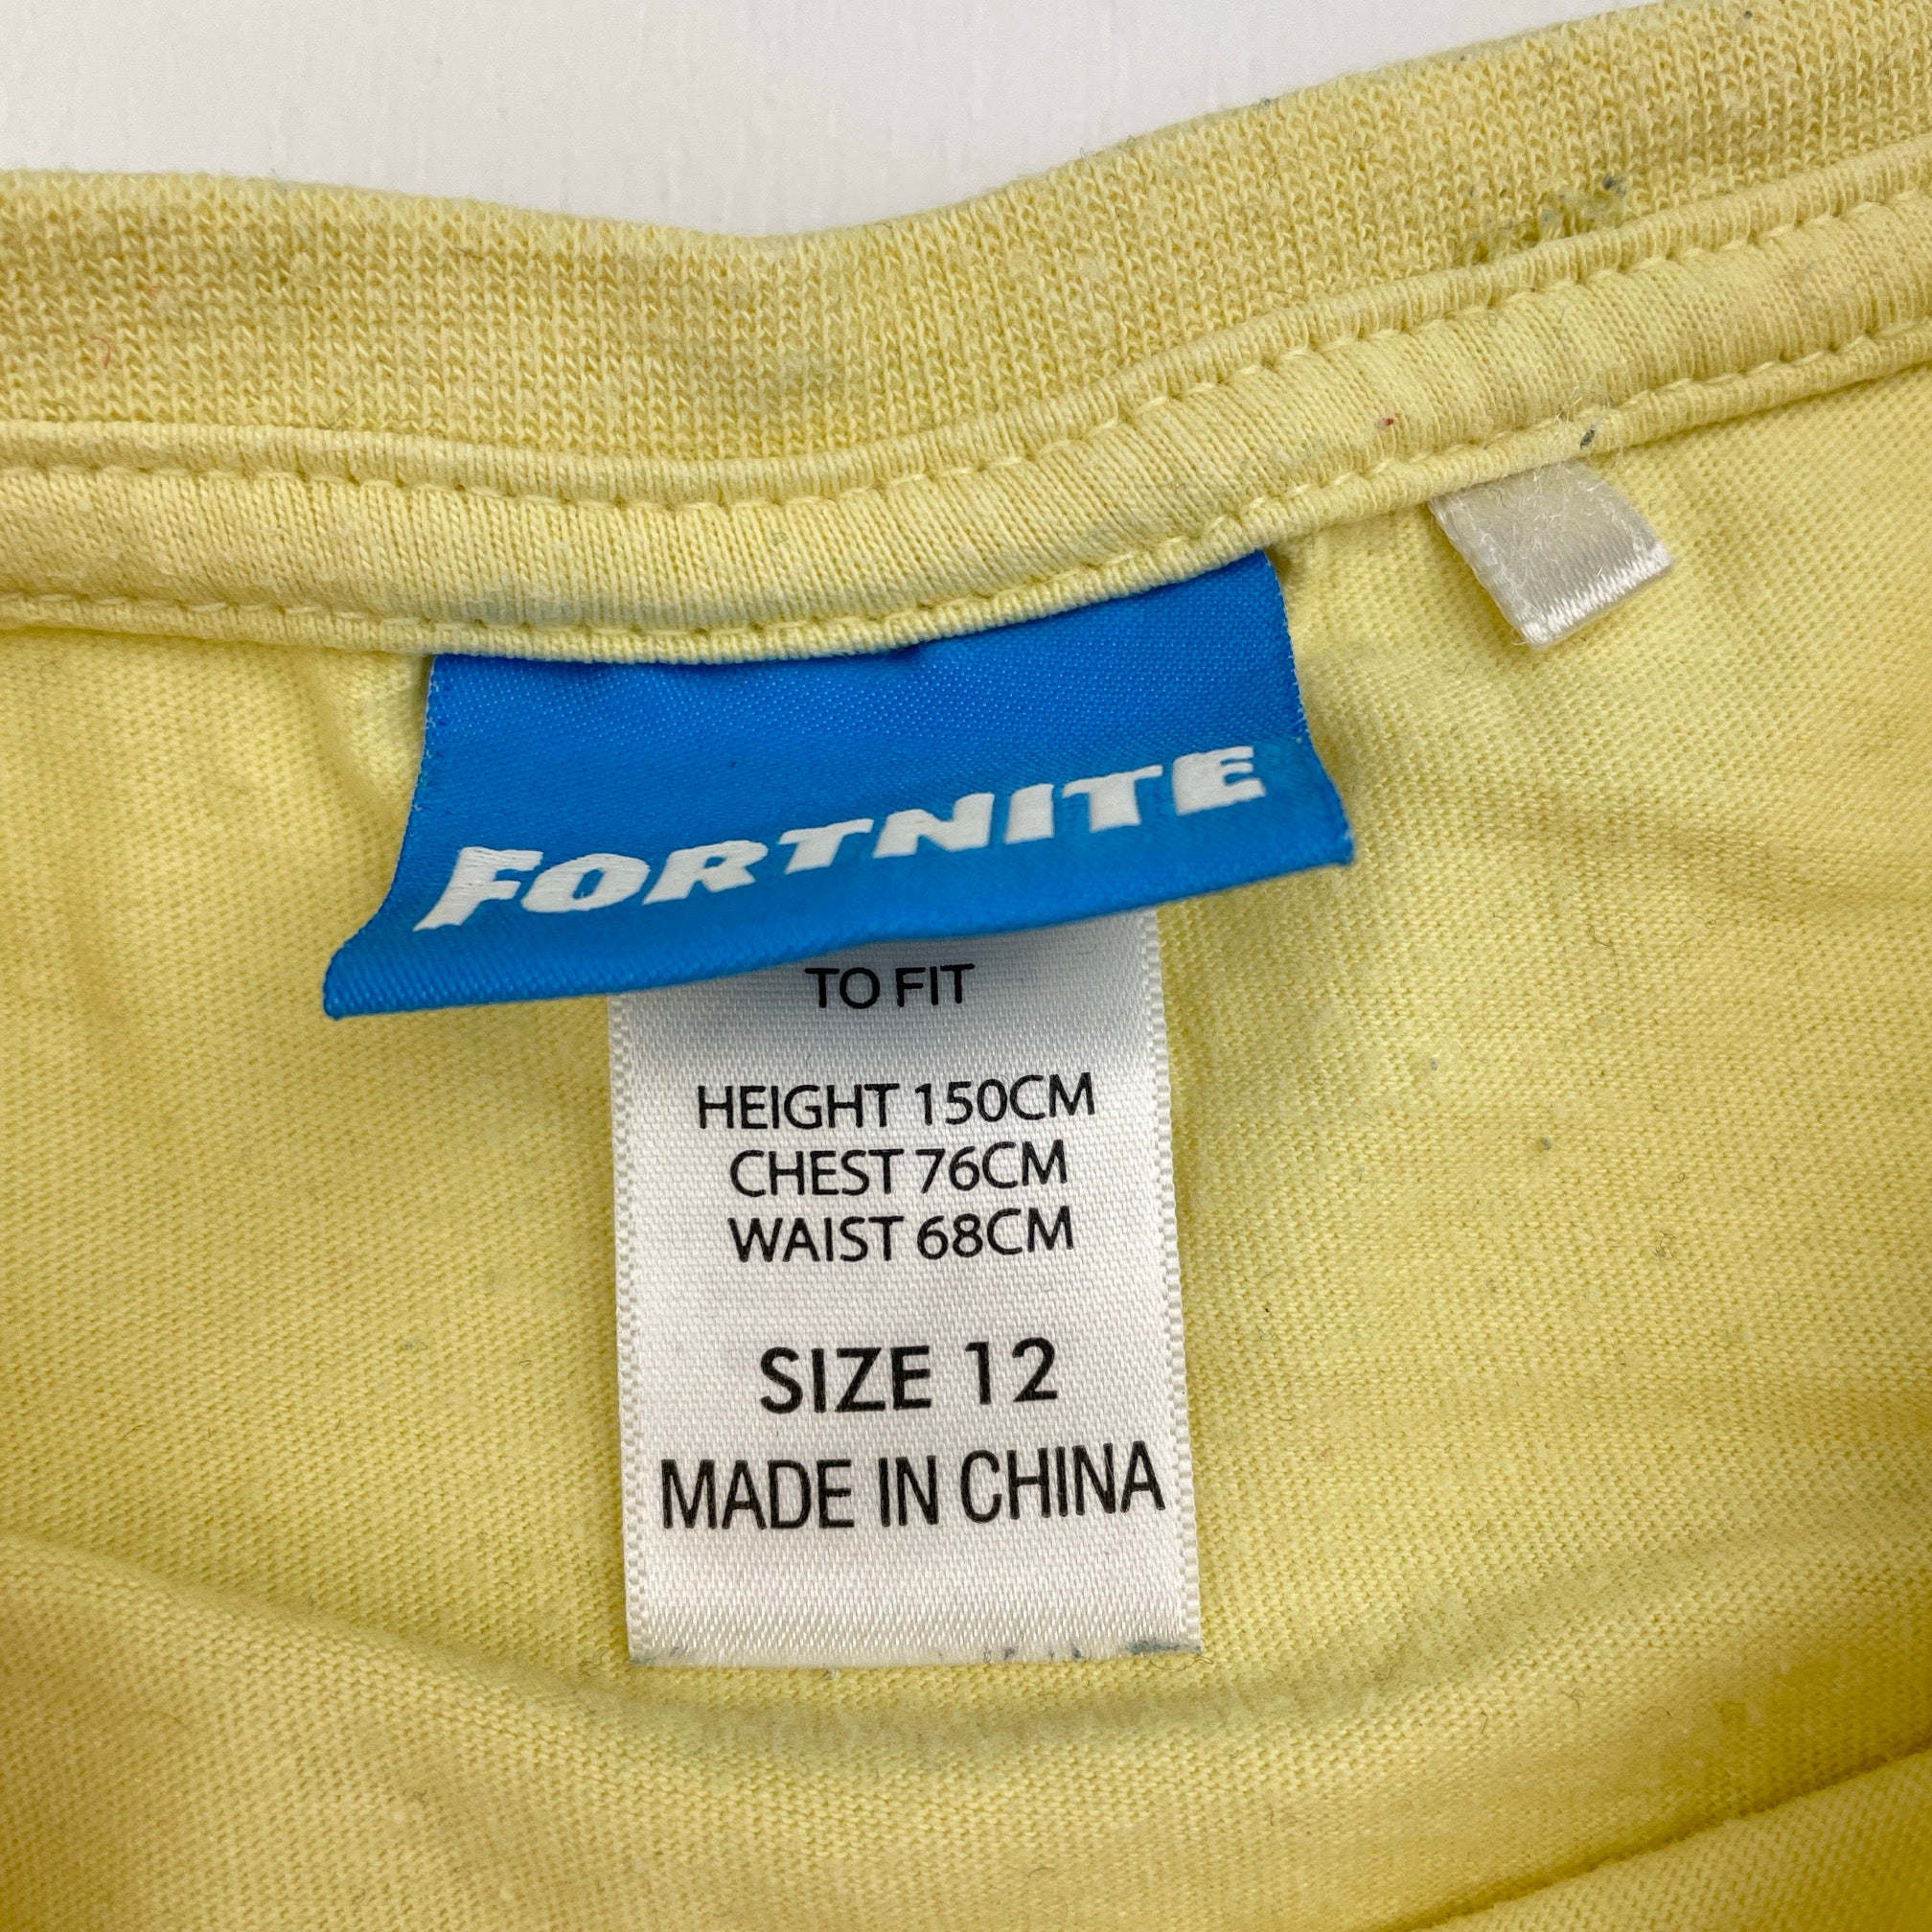 FORTNITE
TO FIT
HEIGHT 150CM
CHEST 76CM
WAIST 68CM
SIZE 12
MADE IN CHINA